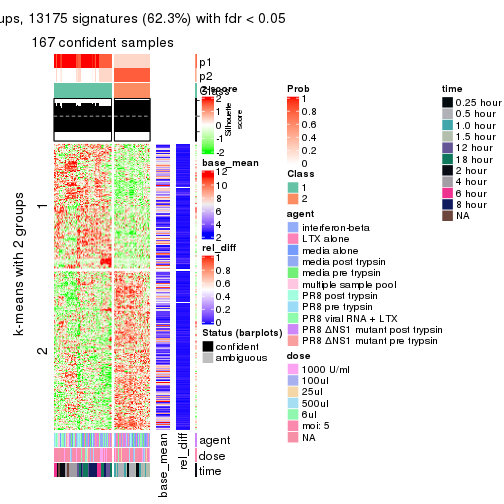 ups, 13175 signatures (62.3%) with fdr < 0.05
167 confident samples
p1
p2
Class
Silhouette
score
1
2
k-means with 2 groups
agent
dose
time
base_mean
rel_diff
z-score
2
1
0
-1
-2
base_mean
12
10
8
6
4
2
rel_diff
1
0.8
0.6
0.4
0.2
0
Status (barplots)
confident
ambiguous
Prob
1
0.8
0.6
0.4
0.2
0
Class
1
2
agent
interferon-beta
LTX alone
media alone
media post trypsin
media pre trypsin
multiple sample pool
PR8 post trypsin
PR8 pre trypsin
PR8 viral RNA + LTX
PR8 ΔNS1 mutant post trypsin
PR8 ΔNS1 mutant pre trypsin
dose
1000 U/ml
100ul
25ul
500ul
6ul
moi: 5
NA
time
0.25 hour
0.5 hour
1.0 hour
1.5 hour
12 hour
18 hour
2 hour
4 hour
6 hour
8 hour
NA